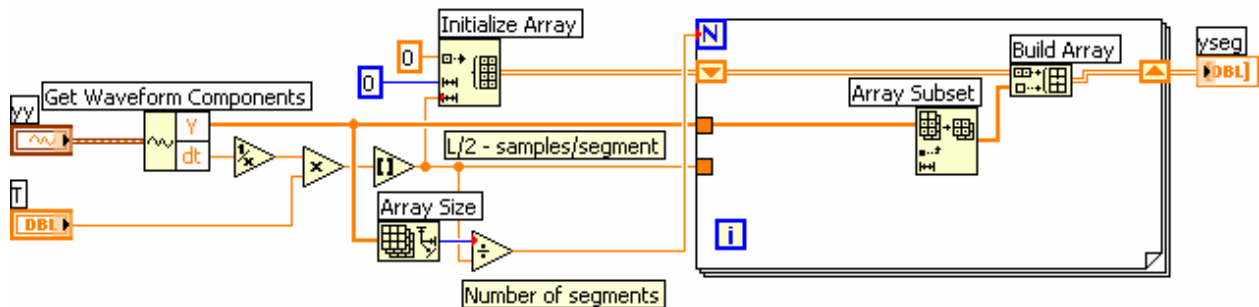 Initialize Array
0
0
N
Build Array
yseg
DBL]
Get Waveform Components
Array Subset
yy
Y
dt
1/x
x
[ ]
L/2 - samples/segment
T
DBL
Array Size
÷
i
Number of segments